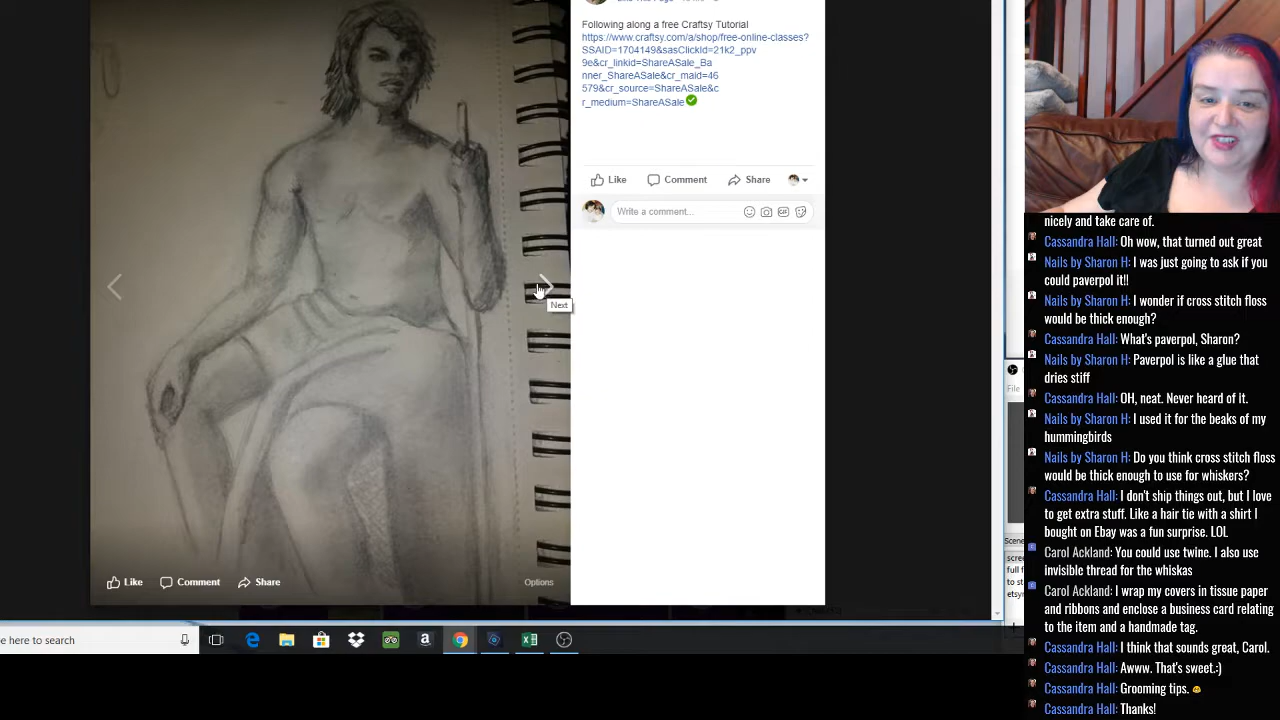 Following along a free Craftsy Tutorial
https://www.craftsy.com/a/shop/free-online-classes?
SSAID=1704149&sasClickId=21k2_ppv
9e&cr_linkid=ShareASale_Ba
nner_ShareASale&cr_maid=46
579&cr_source=ShareASale&c
r_medium=ShareASale
Like Comment Share
Write a comment...
GIF
Next
Like Comment Share
Options
File
Scene
scree
full f
to st
etsyr
e here to search
nicely and take care of.
Cassandra Hall: Oh wow, that turned out great
Nails by Sharon H: I was just going to ask if you
could paverpol it!!
Nails by Sharon H: I wonder if cross stitch floss
would be thick enough?
Cassandra Hall: What's paverpol, Sharon?
Nails by Sharon H: Paverpol is like a glue that
dries stiff
Cassandra Hall: OH, neat. Never heard of it.
Nails by Sharon H: I used it for the beaks of my
hummingbirds
Nails by Sharon H: Do you think cross stitch floss
would be thick enough to use for whiskers?
Cassandra Hall: I don't ship things out, but I love
to get extra stuff. Like a hair tie with a shirt I
bought on Ebay was a fun surprise. LOL
Carol Ackland: You could use twine. I also use
invisible thread for the whiskas
Carol Ackland: I wrap my covers in tissue paper
and ribbons and enclose a business card relating
to the item and a handmade tag.
Cassandra Hall: I think that sounds great, Carol.
Cassandra Hall: Awww. That's sweet.:)
Cassandra Hall: Grooming tips.
Cassandra Hall: Thanks!